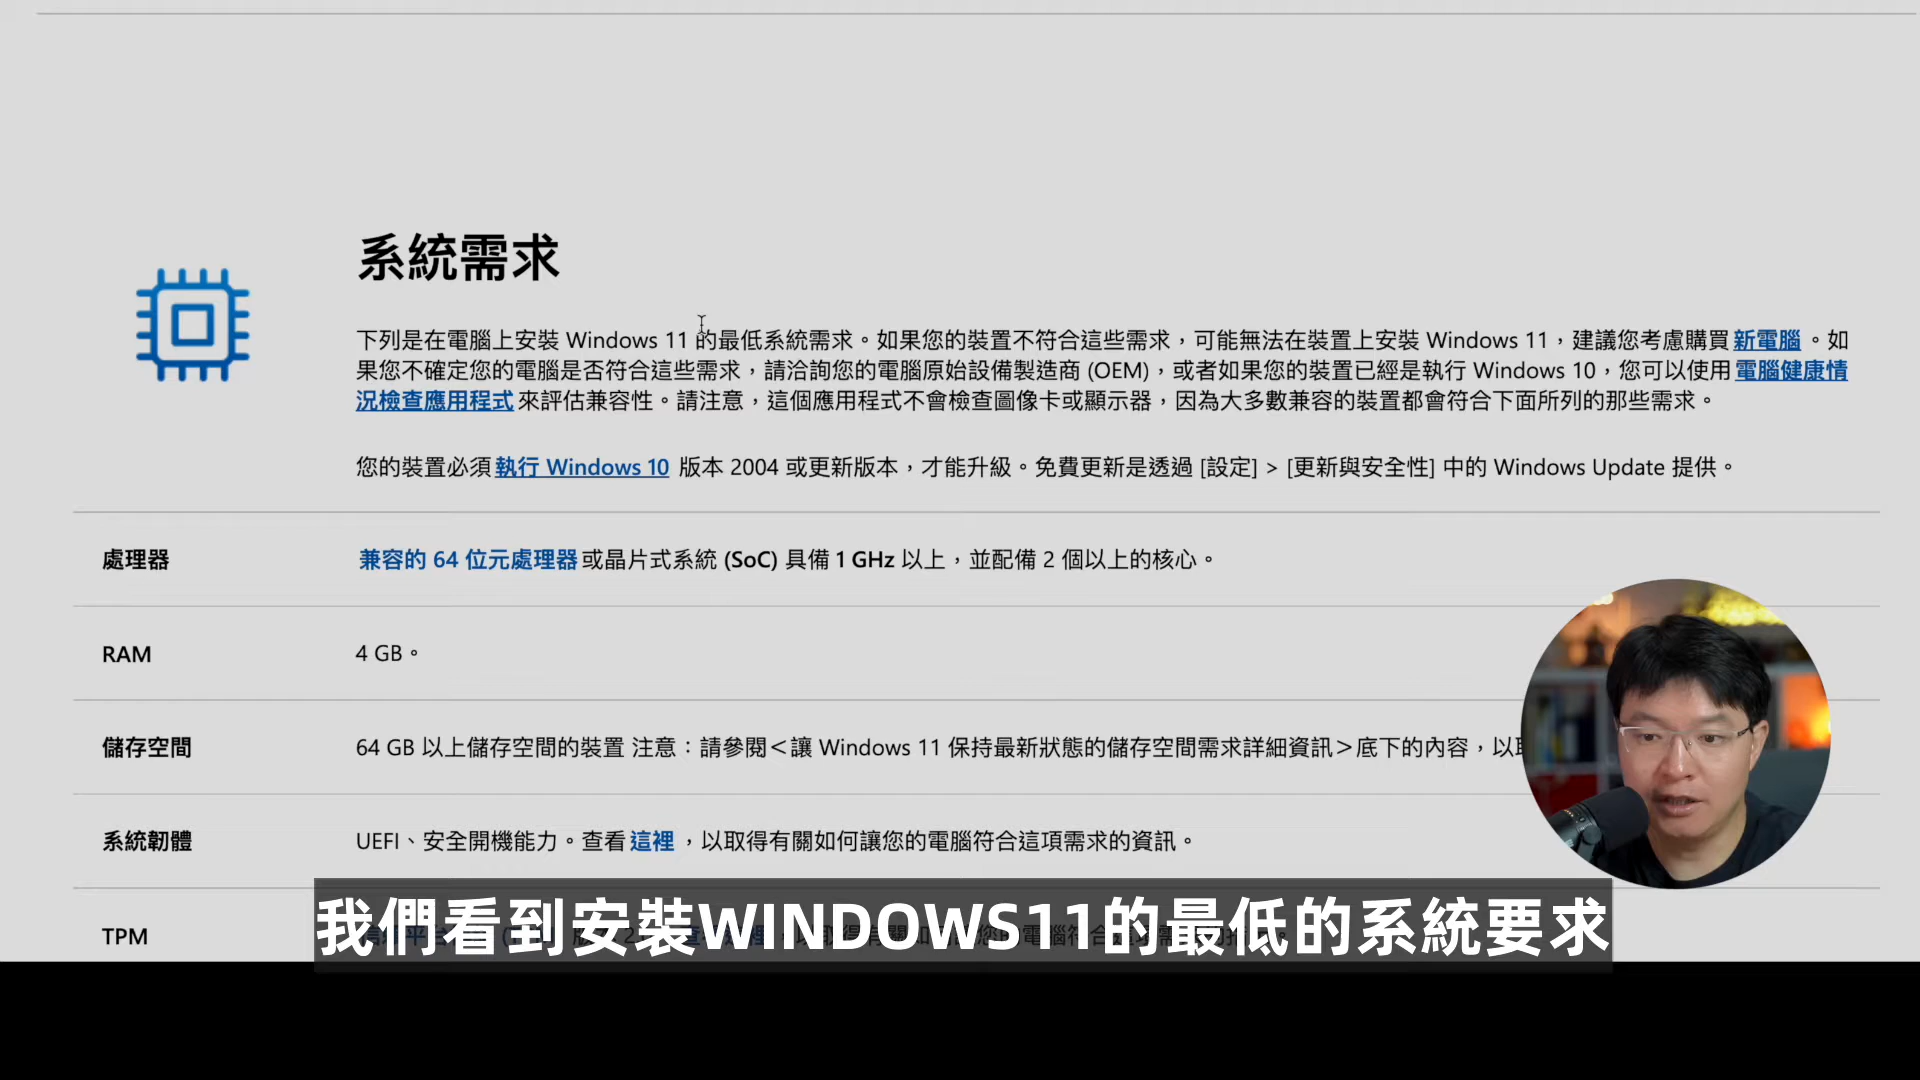 系統需求
下列是在電腦上安裝 Windows 11 的最低系統需求。如果您的裝置不符合這些需求，可能無法在裝置上安裝 Windows 11，建議您考慮購買 新電腦 。如
果您不確定您的電腦是否符合這些需求，請洽詢您的電腦原始設備製造商 (OEM)，或者如果您的裝置已經是執行 Windows 10，您可以使用 電腦健康情
況檢查應用程式 來評估兼容性。請注意，這個應用程式不會檢查圖像卡或顯示器，因為大多數兼容的裝置都會符合下面所列的那些需求。
您的裝置必須 執行 Windows 10 版本 2004 或更新版本，才能升級。免費更新是透過 [設定] > [更新與安全性] 中的 Windows Update 提供。
處理器 兼容的 64 位元處理器 或晶片式系統 (SoC) 具備 1 GHz 以上，並配備 2 個以上的核心。
RAM 4 GB。
儲存空間 64 GB 以上儲存空間的裝置 注意：請參閱＜讓 Windows 11 保持最新狀態的儲存空間需求詳細資訊＞底下的內容，以
系統韌體 UEFI、安全開機能力。查看 這裡 ，以取得有關如何讓您的電腦符合這項需求的資訊。
TPM
我們看到安裝WINDOWS11的最低的系統要求